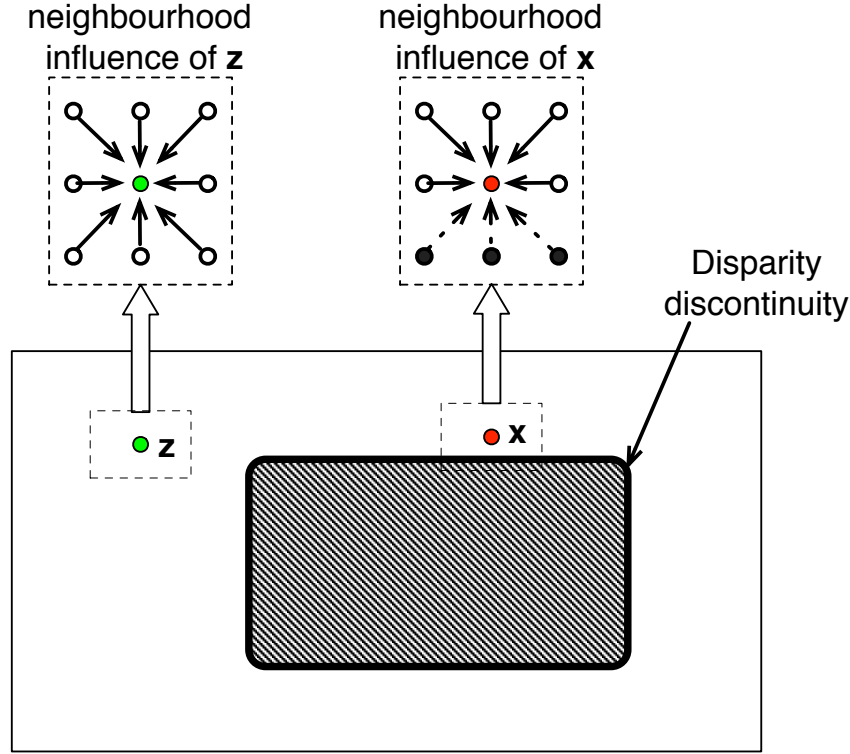 neighbourhood
influence of z
neighbourhood
influence of x
Disparity
discontinuity
z
x